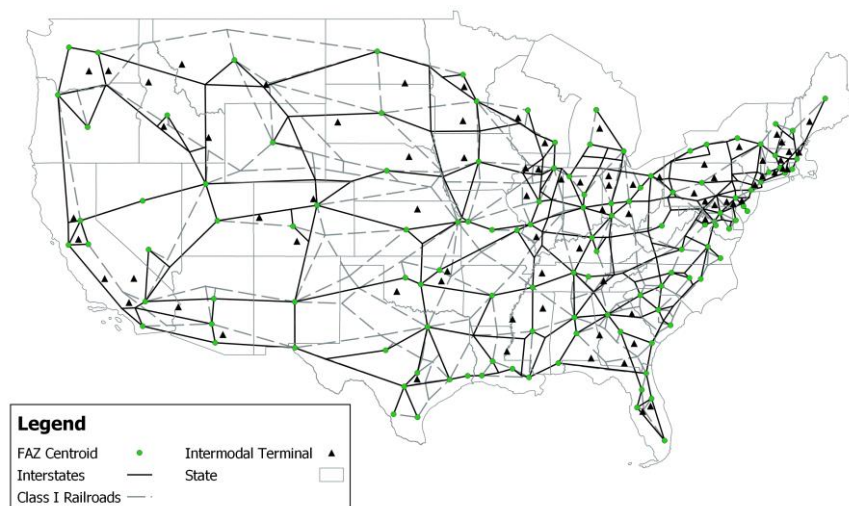 Legend
FAZ Centroid Intermodal Terminal
Interstates State
Class I Railroads